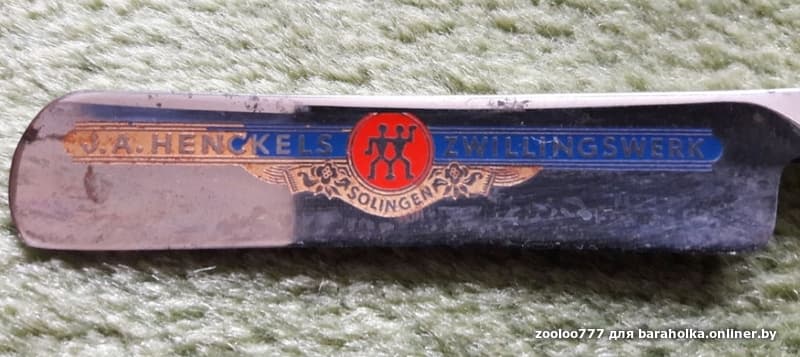 J.A. HENCKELS ZWILLINGSWERK
SOLINGEN
zooloo777 для baraholka.onliner.by